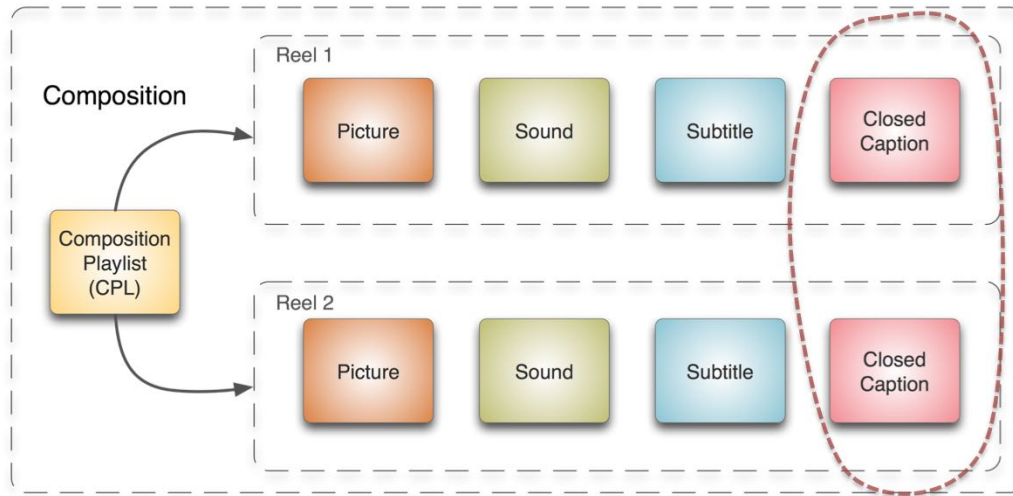 Composition
Composition
Playlist
(CPL)
Reel 1
Picture
Sound
Subtitle
Closed
Caption
Reel 2
Picture
Sound
Subtitle
Closed
Caption